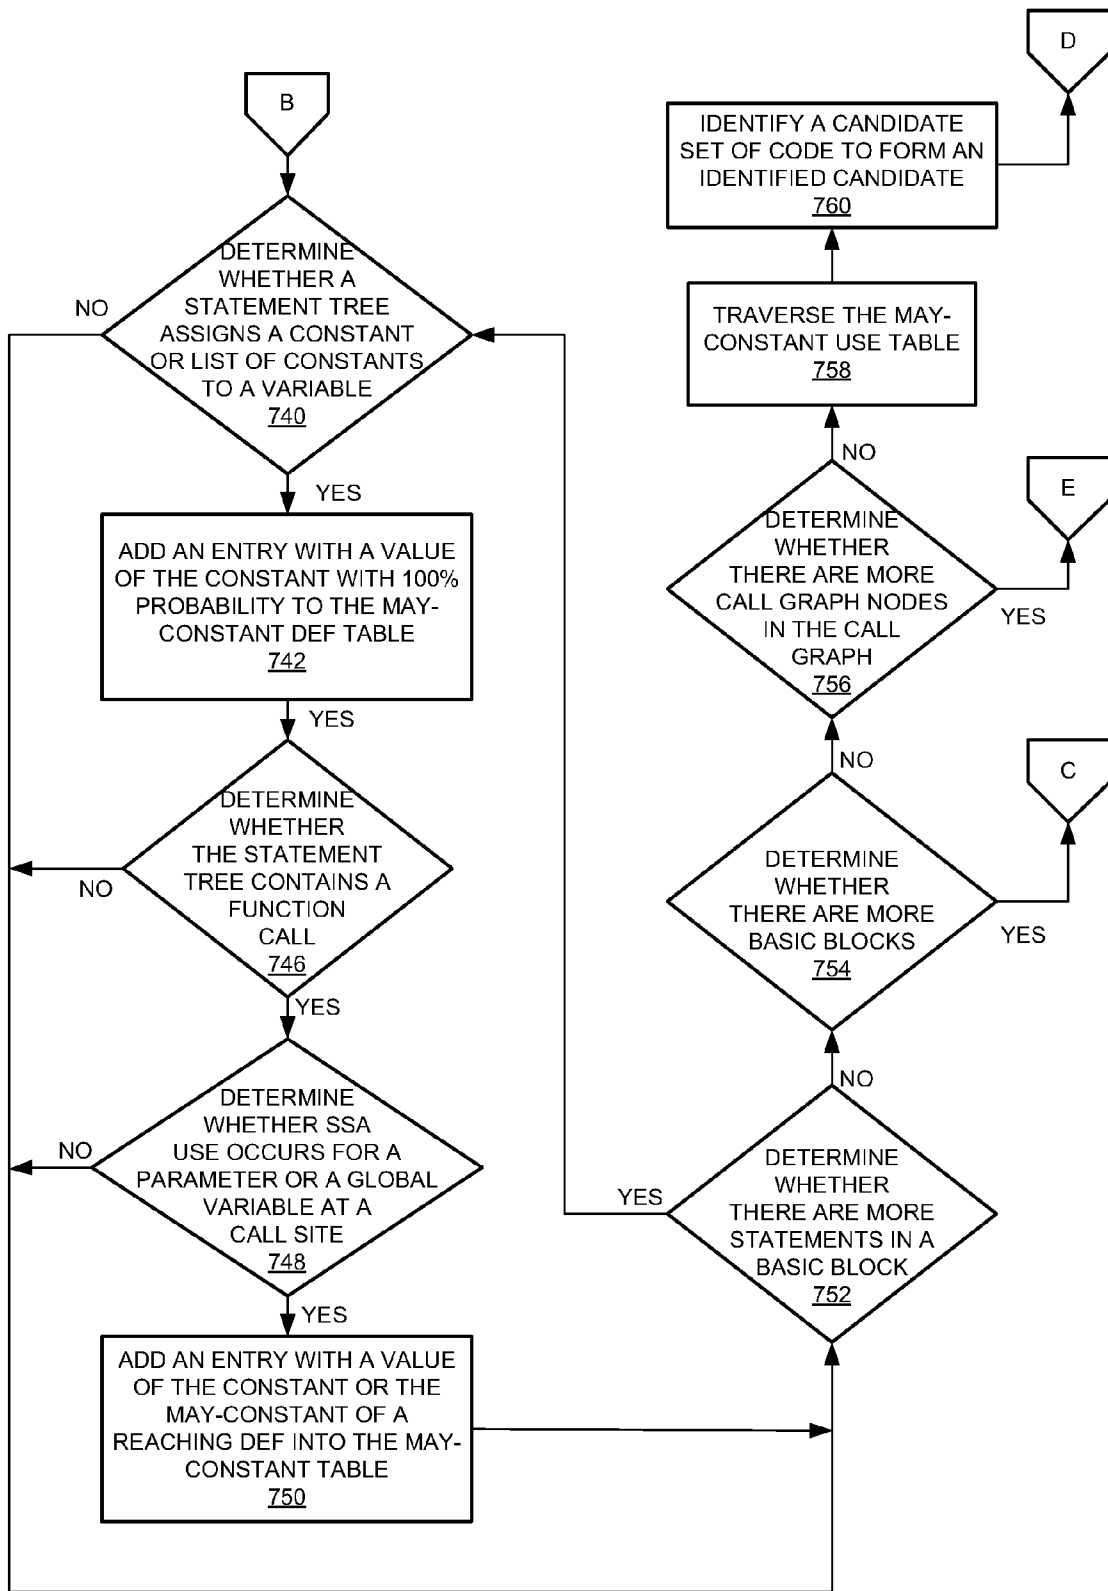 B
DETERMINE
WHETHER A
STATEMENT TREE
ASSIGNS A CONSTANT
OR LIST OF CONSTANTS
TO A VARIABLE
740
NO
YES
ADD AN ENTRY WITH A VALUE
OF THE CONSTANT WITH 100%
PROBABILITY TO THE MAY-
CONSTANT DEF TABLE
742
YES
DETERMINE
WHETHER
THE STATEMENT
TREE CONTAINS A
FUNCTION
CALL
746
NO
YES
DETERMINE
WHETHER SSA
USE OCCURS FOR A
PARAMETER OR A GLOBAL
VARIABLE AT A
CALL SITE
748
NO
YES
ADD AN ENTRY WITH A VALUE
OF THE CONSTANT OR THE
MAY-CONSTANT OF A
REACHING DEF INTO THE MAY-
CONSTANT TABLE
750
D
IDENTIFY A CANDIDATE
SET OF CODE TO FORM AN
IDENTIFIED CANDIDATE
760
TRAVERSE THE MAY-
CONSTANT USE TABLE
758
NO
E
DETERMINE
WHETHER
THERE ARE MORE
CALL GRAPH NODES
IN THE CALL
GRAPH
756
YES
NO
C
DETERMINE
WHETHER
THERE ARE MORE
BASIC BLOCKS
754
YES
NO
DETERMINE
WHETHER
THERE ARE MORE
STATEMENTS IN A
BASIC BLOCK
752
YES